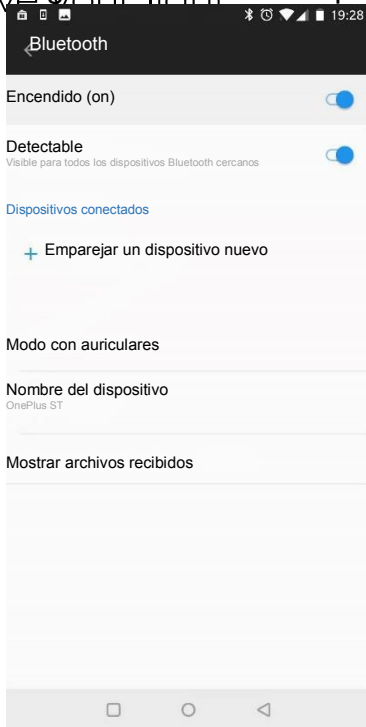 19:28
Bluetooth
Encendido (on)
Detectable
Visible para todos los dispositivos Bluetooth cercanos
Dispositivos conectados
+ Emparejar un dispositivo nuevo
Modo con auriculares
Nombre del dispositivo
OnePlus ST
Mostrar archivos recibidos